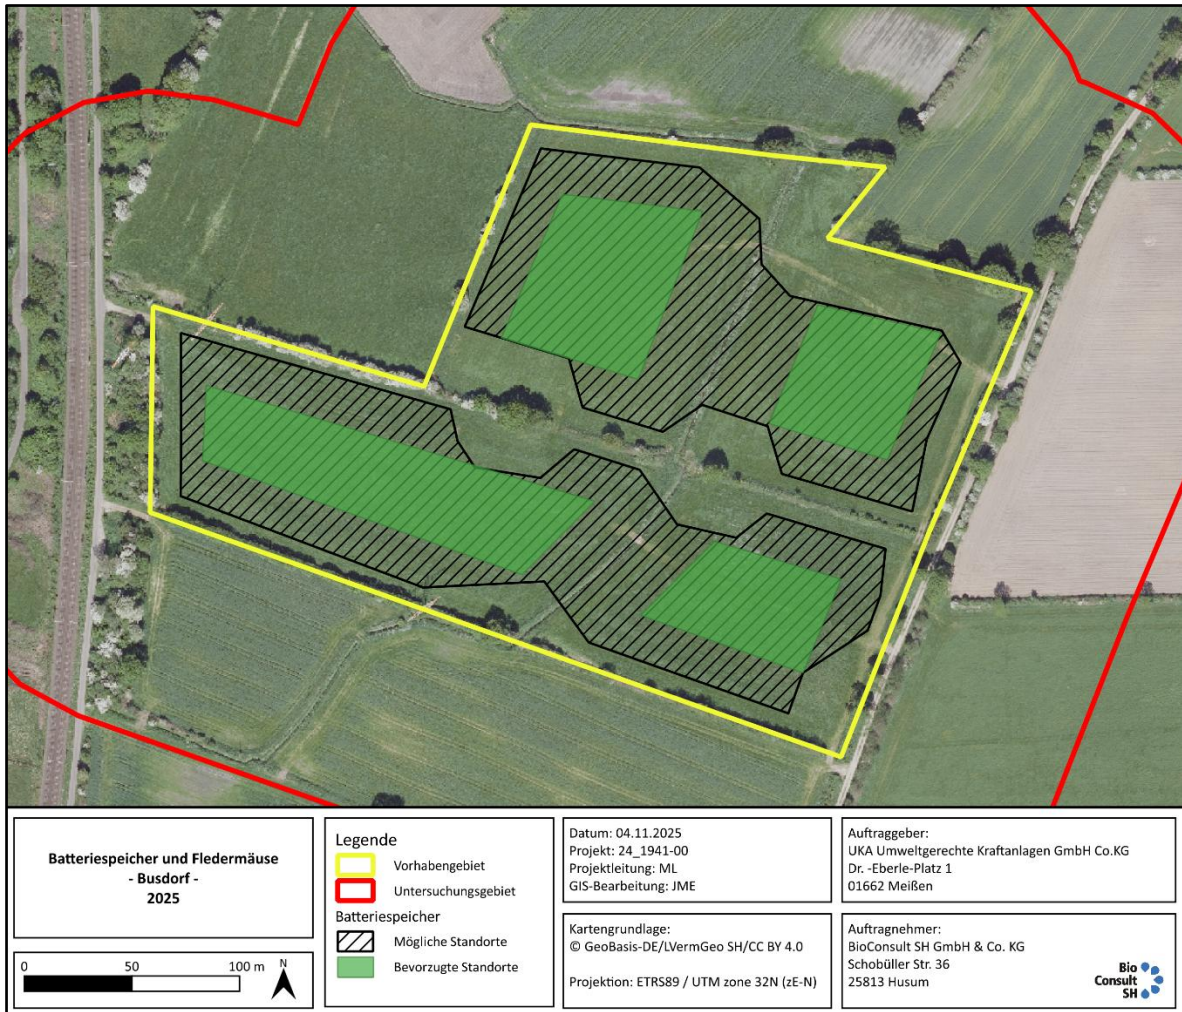 Batteriespeicher und Fledermäuse
- Busdorf -
2025
0 50 100 m N
Legende
Vorhabengebiet
Untersuchungsgebiet
Batteriespeicher
Mögliche Standorte
Bevorzugte Standorte
Datum: 04.11.2025
Projekt: 24_1941-00
Projektleitung: ML
GIS-Bearbeitung: JME
Kartengrundlage:
© GeoBasis-DE/LVermGeo SH/CC BY 4.0
Projektion: ETRS89 / UTM zone 32N (zE-N)
Auftraggeber:
UKA Umweltgerechte Kraftanlagen GmbH Co.KG
Dr. -Eberle-Platz 1
01662 Meißen
Auftragnehmer:
BioConsult SH GmbH & Co. KG
Schobüller Str. 36
25813 Husum
Bio
Consult
SH